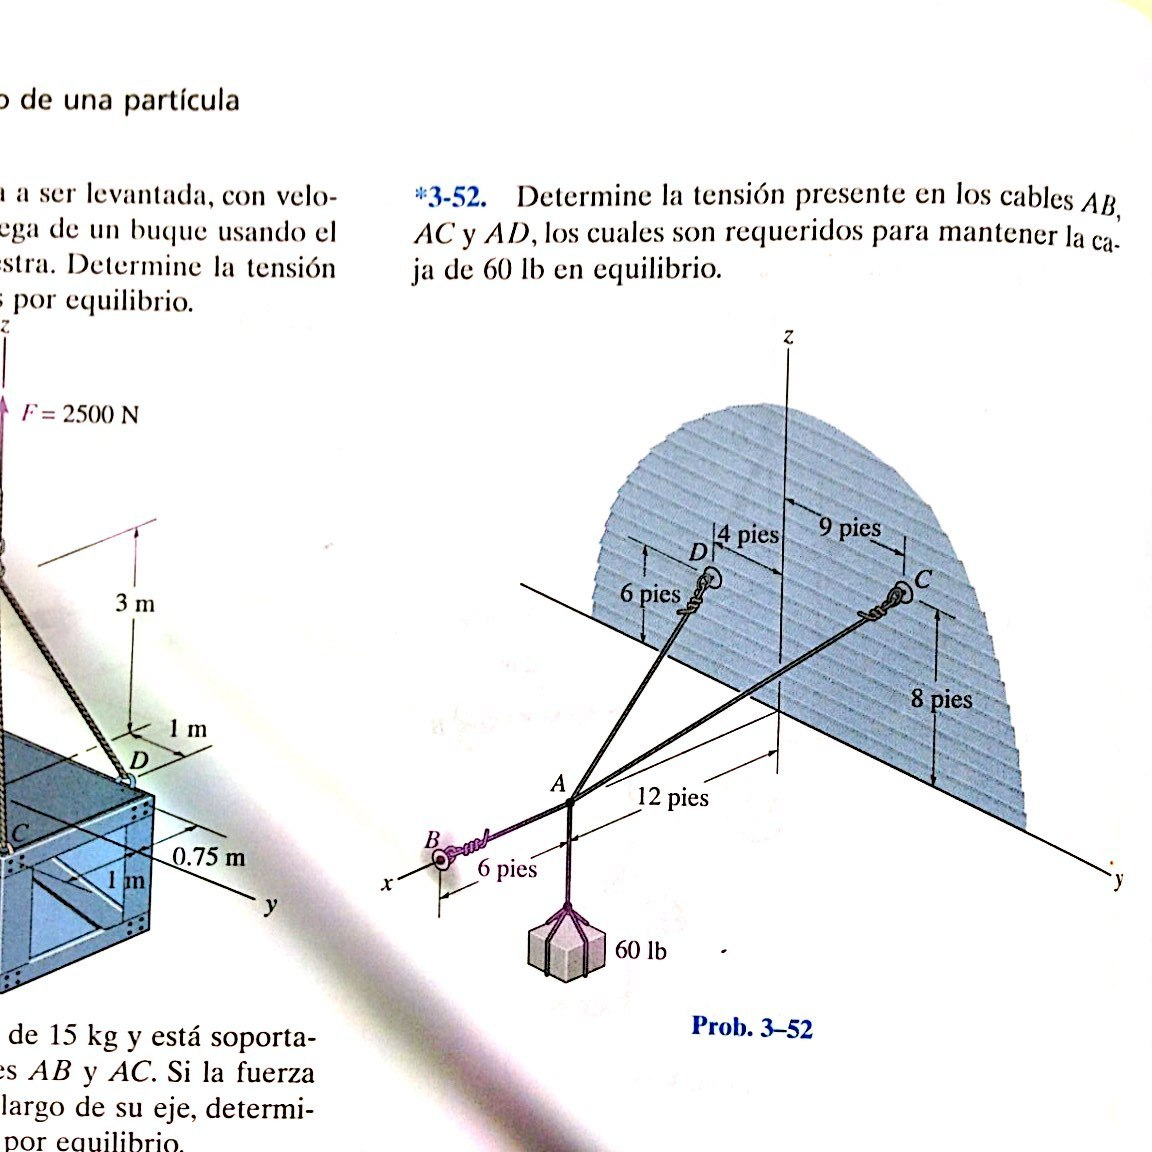 o de una partícula
a a ser levantada, con velo-
ega de un buque usando el
stra. Determine la tensión
s por equilibrio.
z
F = 2500 N
3 m
1 m
D
C
0.75 m
1 m
y
de 15 kg y está soporta-
es AB y AC. Si la fuerza
largo de su eje, determi-
por equilibrio.
*3-52. Determine la tensión presente en los cables AB,
AC y AD, los cuales son requeridos para mantener la ca-
ja de 60 lb en equilibrio.
z
4 pies
9 pies
D
C
6 pies
8 pies
A
12 pies
B
6 pies
x
y
60 lb
Prob. 3–52